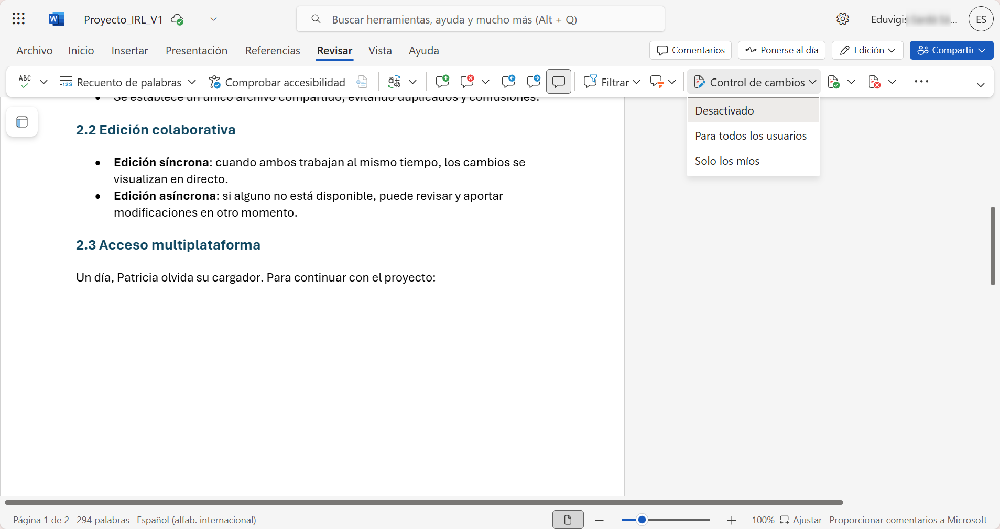 W Proyecto_IRL_V1
Buscar herramientas, ayuda y mucho más (Alt + Q)
Eduvigis ...
ES
Archivo Inicio Insertar Presentación Referencias Revisar Vista Ayuda
Comentarios Ponerse al día Edición Compartir
ABC -123 Recuento de palabras Comprobar accesibilidad Filtrar Control de cambios
Desactivado
Para todos los usuarios
Solo los míos
• Se establece un único archivo compartido, evitando duplicados y confusiones.
2.2 Edición colaborativa
• Edición síncrona: cuando ambos trabajan al mismo tiempo, los cambios se
visualizan en directo.
• Edición asíncrona: si alguno no está disponible, puede revisar y aportar
modificaciones en otro momento.
2.3 Acceso multiplataforma
Un día, Patricia olvida su cargador. Para continuar con el proyecto:
Página 1 de 2 294 palabras Español (alfab. internacional)
100% Ajustar Proporcionar comentarios a Microsoft